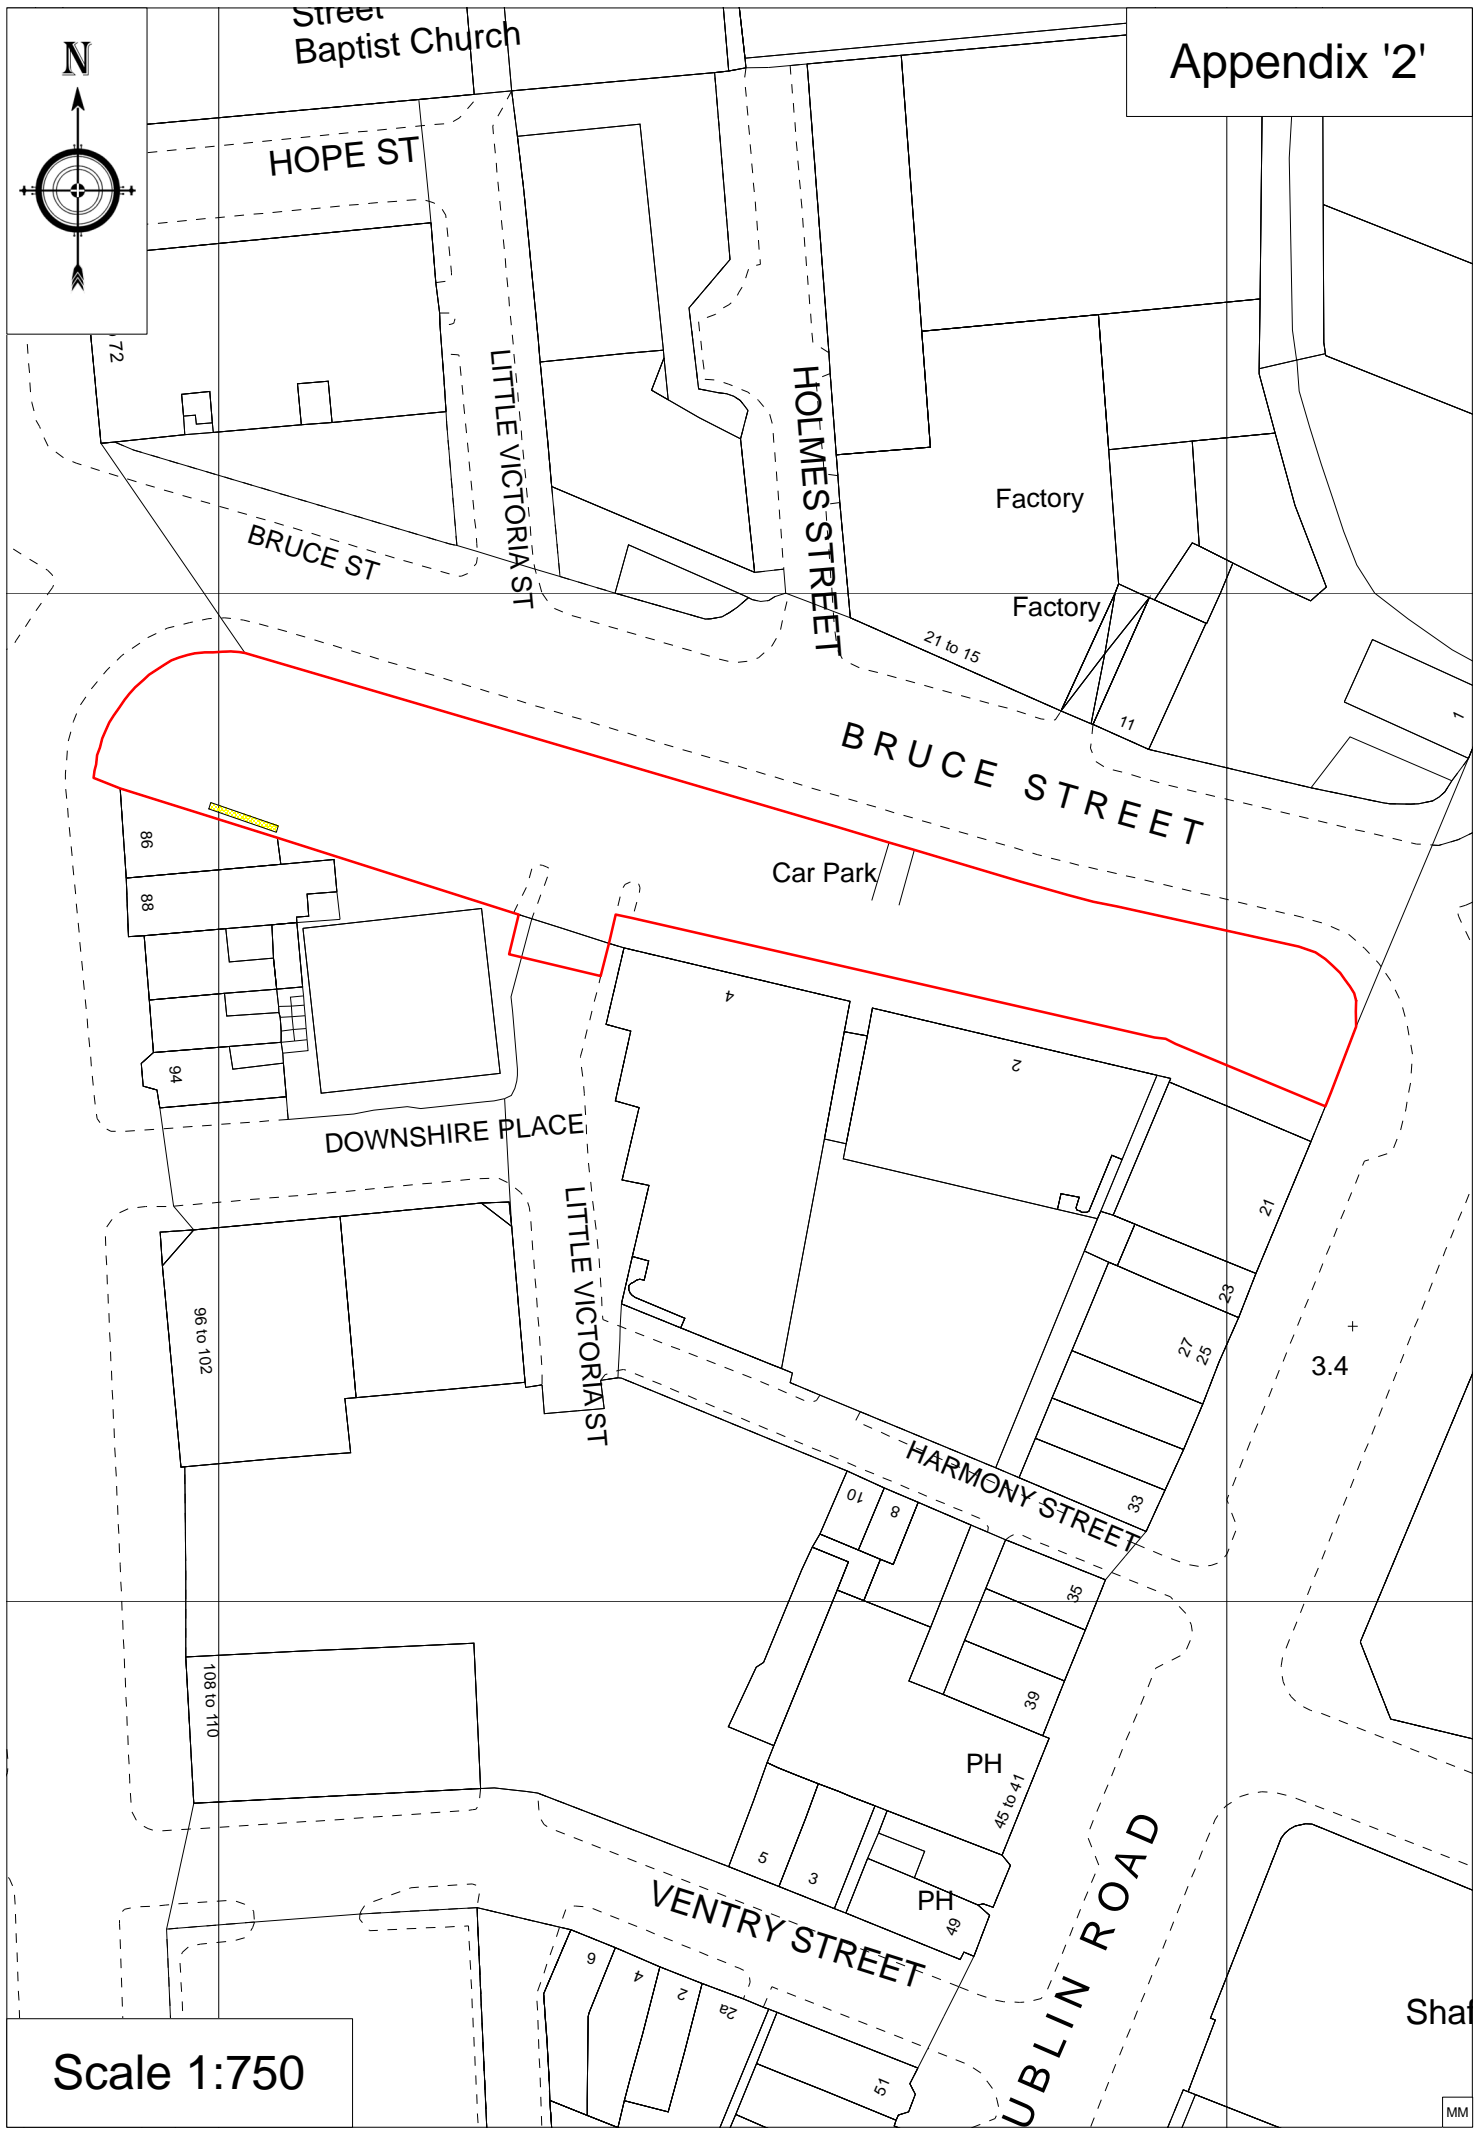 Street
Baptist Church
Appendix '2'
N
HOPE ST
72
LITTLE VICTORIA ST
HOLMES STREET
Factory
BRUCE ST
Factory
21 to 15
11
1
BRUCE STREET
86
Car Park
88
4
2
94
DOWNSHIRE PLACE
LITTLE VICTORIA ST
21
23
96 to 102
27
25
3.4
HARMONY STREET
33
10
8
35
39
108 to 110
PH
45 to 41
5
3
PH
49
VENTRY STREET
UBLIN ROAD
6
4
2
2a
51
Shaf
Scale 1:750
MM